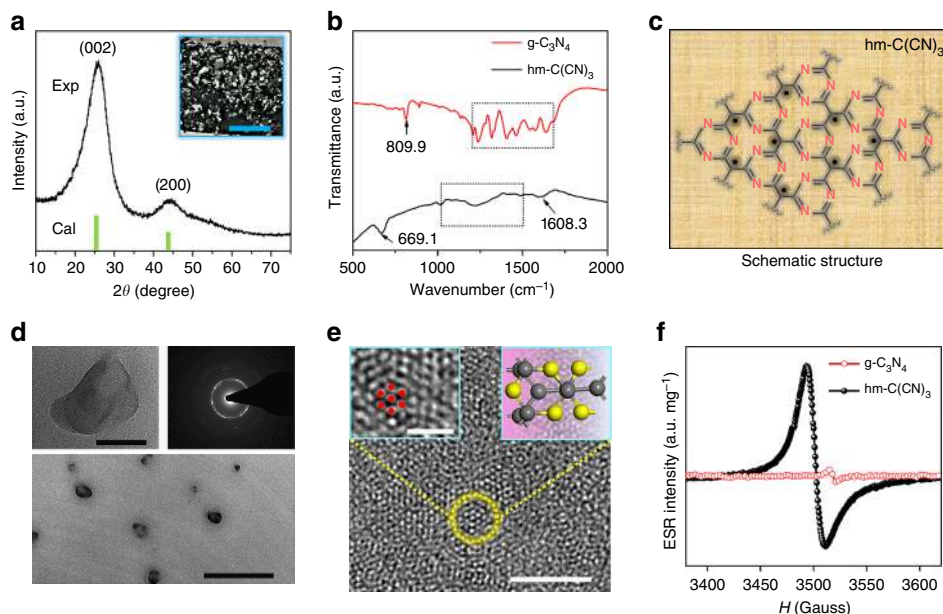 a
(002)
Exp
(200)
Cal
Intensity (a.u.)
10 20 30 40 50 60 70
2θ (degree)
b
g-C₃N₄
hm-C(CN)₃
809.9
669.1
1608.3
Transmittance (a.u.)
500 1000 1500 2000
Wavenumber (cm⁻¹)
c
hm-C(CN)₃
N N N N
N N N N N N
N N N N N N
N N N N
Schematic structure
d
e
f
g-C₃N₄
hm-C(CN)₃
ESR intensity (a.u. mg⁻¹)
3400 3450 3500 3550 3600
H (Gauss)